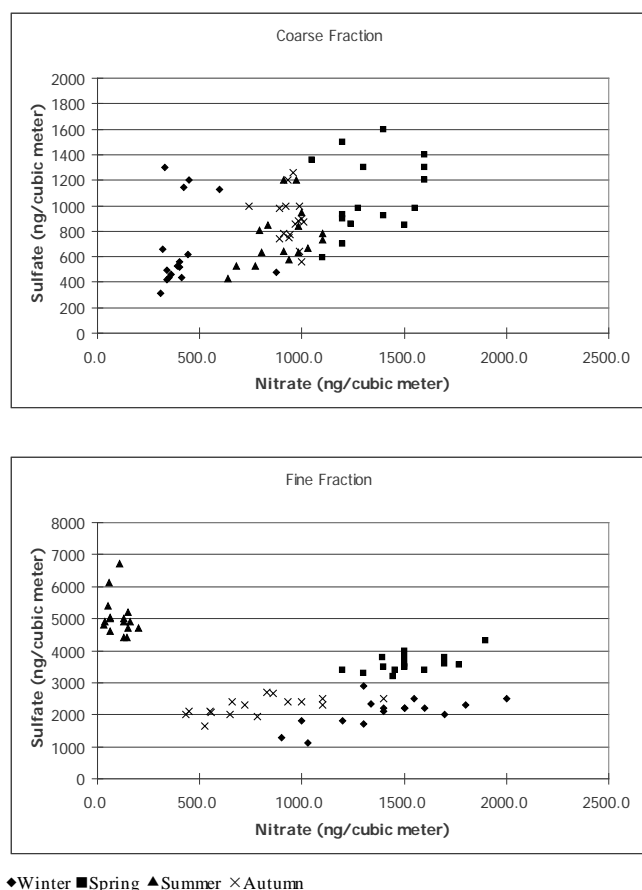 Coarse Fraction
2000
1800
1600
1400
1200
1000
800
600
400
200
0
Sulfate (ng/cubic meter)
0.0 500.0 1000.0 1500.0 2000.0 2500.0
Nitrate (ng/cubic meter)
Fine Fraction
8000
7000
6000
5000
4000
3000
2000
1000
0
Sulfate (ng/cubic meter)
0.0 500.0 1000.0 1500.0 2000.0 2500.0
Nitrate (ng/cubic meter)
Winter Spring Summer Autumn